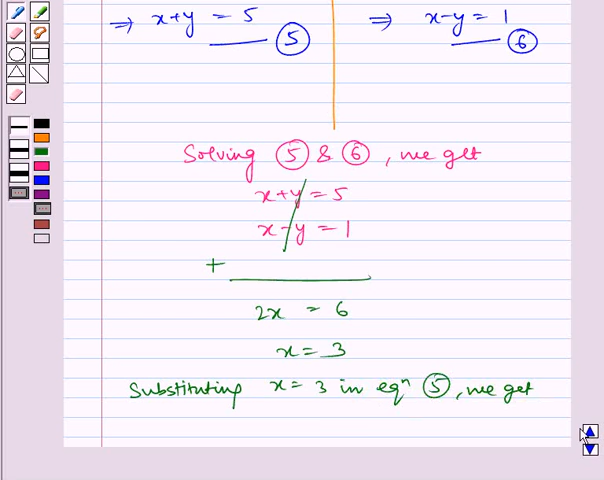 ⇒ x+y = 5 ⑤
⇒ x-y = 1 ⑥
Solving ⑤ & ⑥, we get
x+y = 5
x-y = 1
+
2x = 6
x = 3
Substituting x = 3 in eqⁿ ⑤, we get